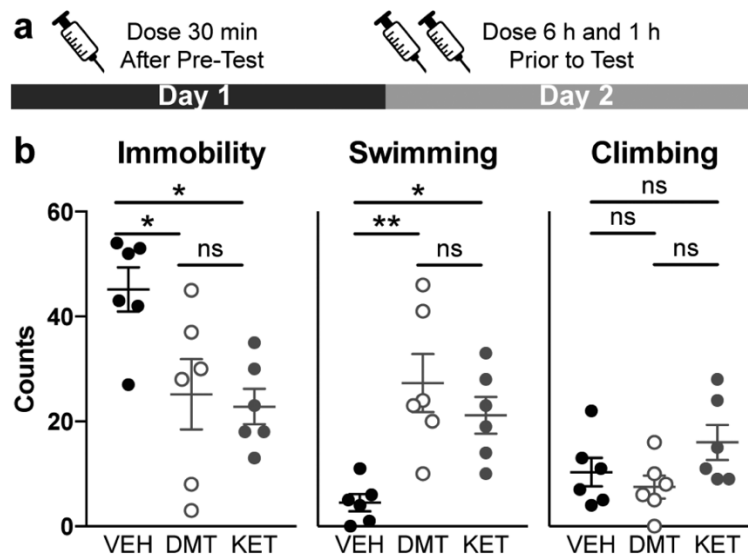 a
Dose 30 min
After Pre-Test
Dose 6 h and 1 h
Prior to Test
Day 1
Day 2
b
Immobility
Swimming
Climbing
*
*
ns
*
**
ns
ns
ns
ns
60
40
20
0
Counts
VEH DMT KET
VEH DMT KET
VEH DMT KET